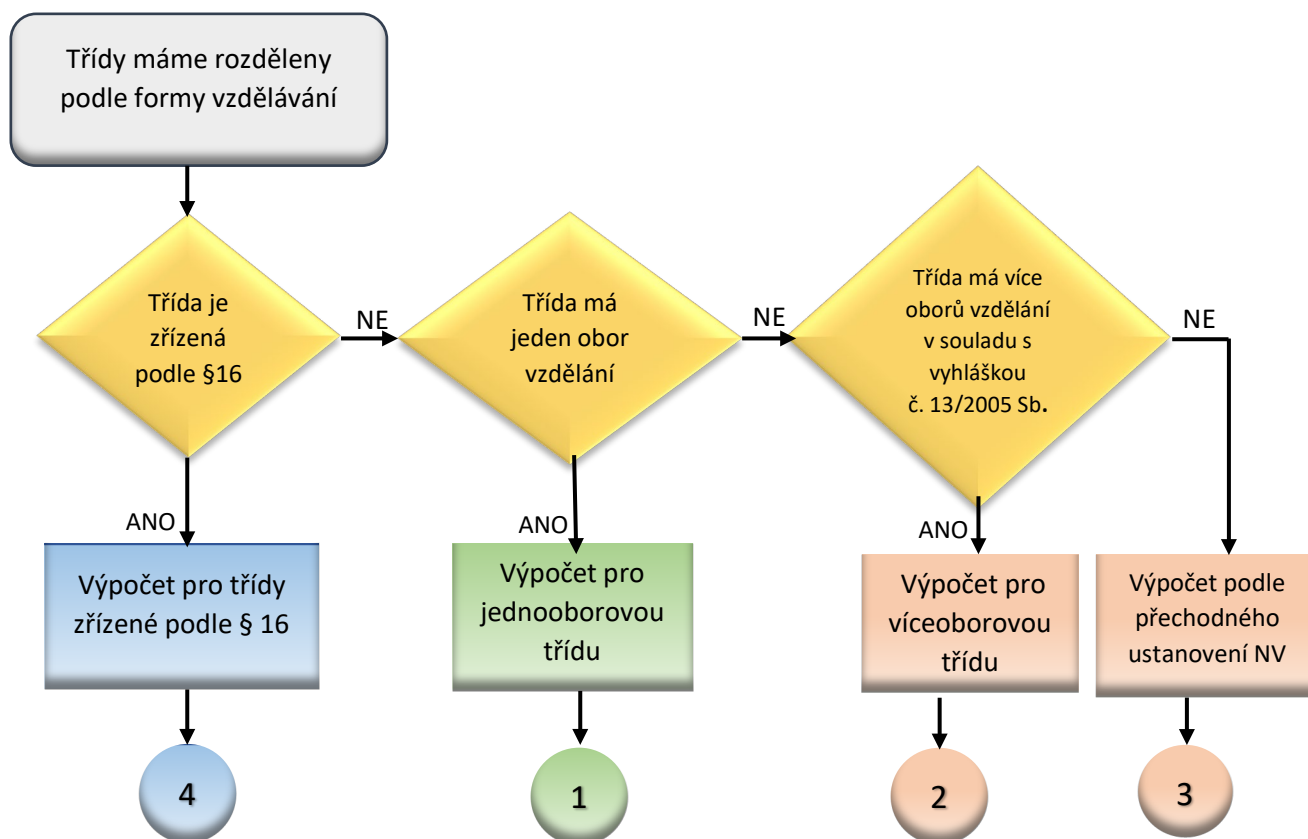 Třídy máme rozděleny
podle formy vzdělávání
Třída je
zřízená
podle §16
NE
Třída má
jeden obor
vzdělání
NE
Třída má více
oborů vzdělání
v souladu s
vyhláškou
č. 13/2005 Sb.
NE
ANO
ANO
ANO
Výpočet pro třídy
zřízené podle § 16
Výpočet pro
jednooborovou
třídu
Výpočet pro
víceoborovou
třídu
Výpočet podle
přechodného
ustanovení NV
4
1
2
3